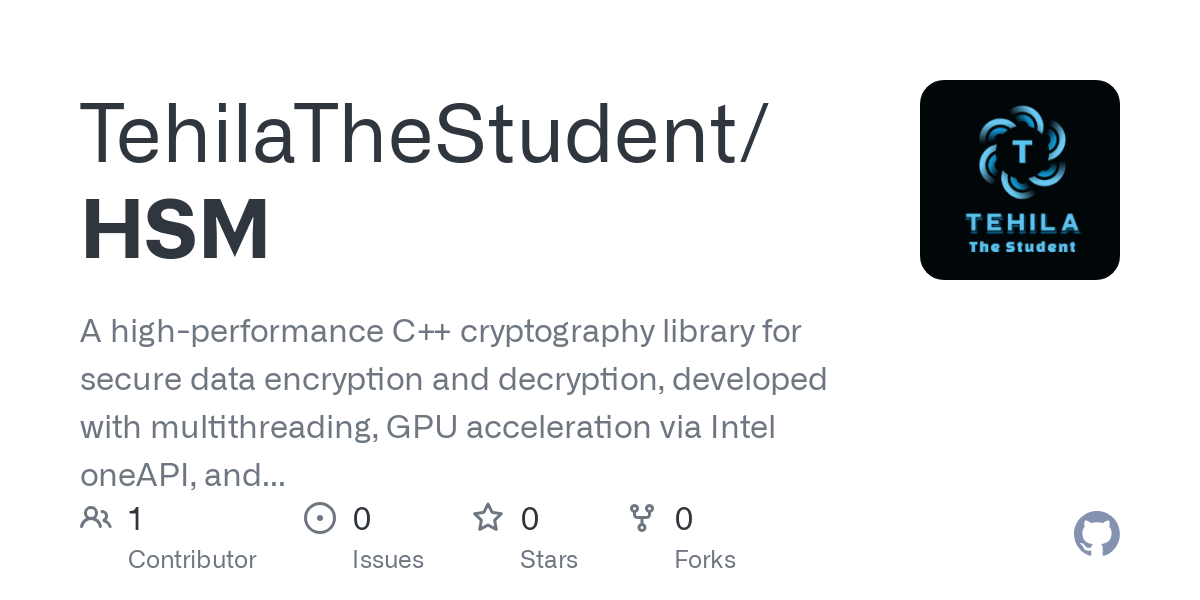 TehilaTheStudent/
HSM
T
TEHILA
The Student
A high-performance C++ cryptography library for
secure data encryption and decryption, developed
with multithreading, GPU acceleration via Intel
oneAPI, and...
1
Contributor
0
Issues
0
Stars
0
Forks